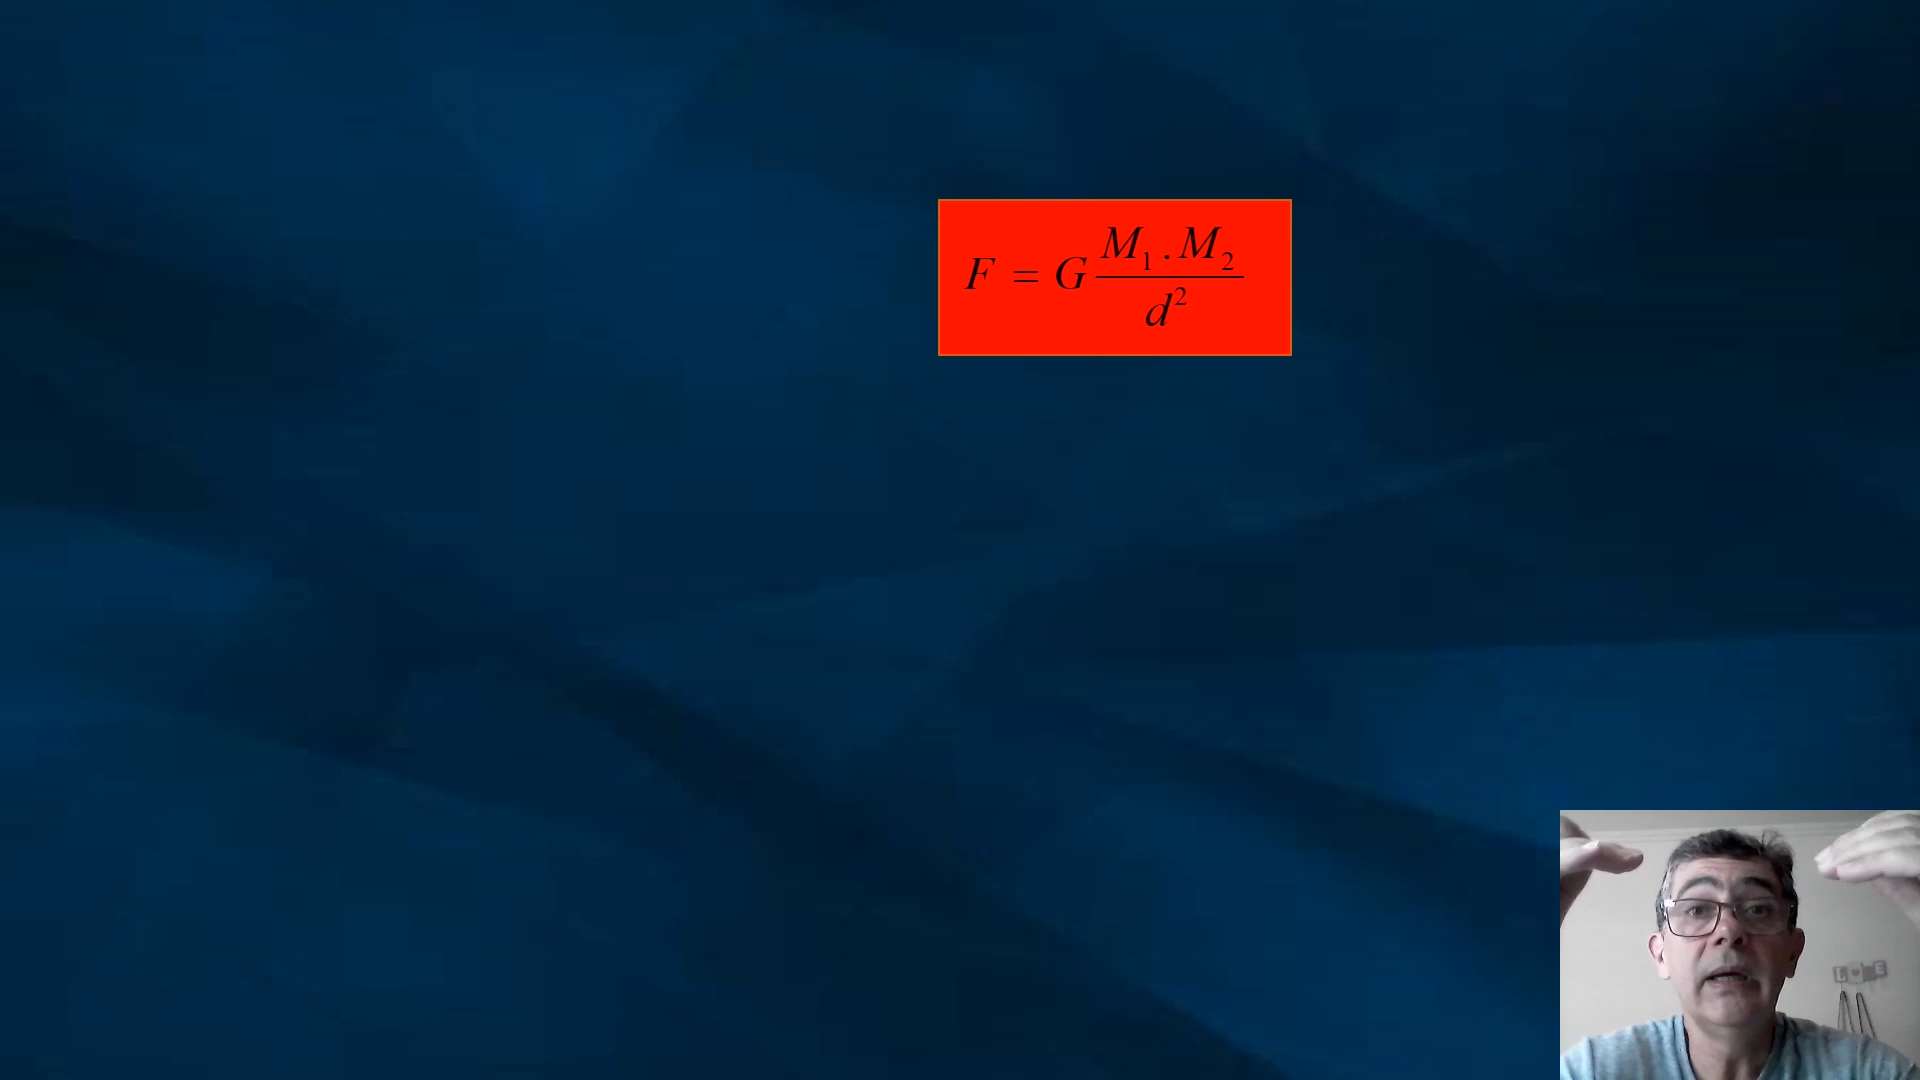 F = G M₁ . M₂ / d²
L E